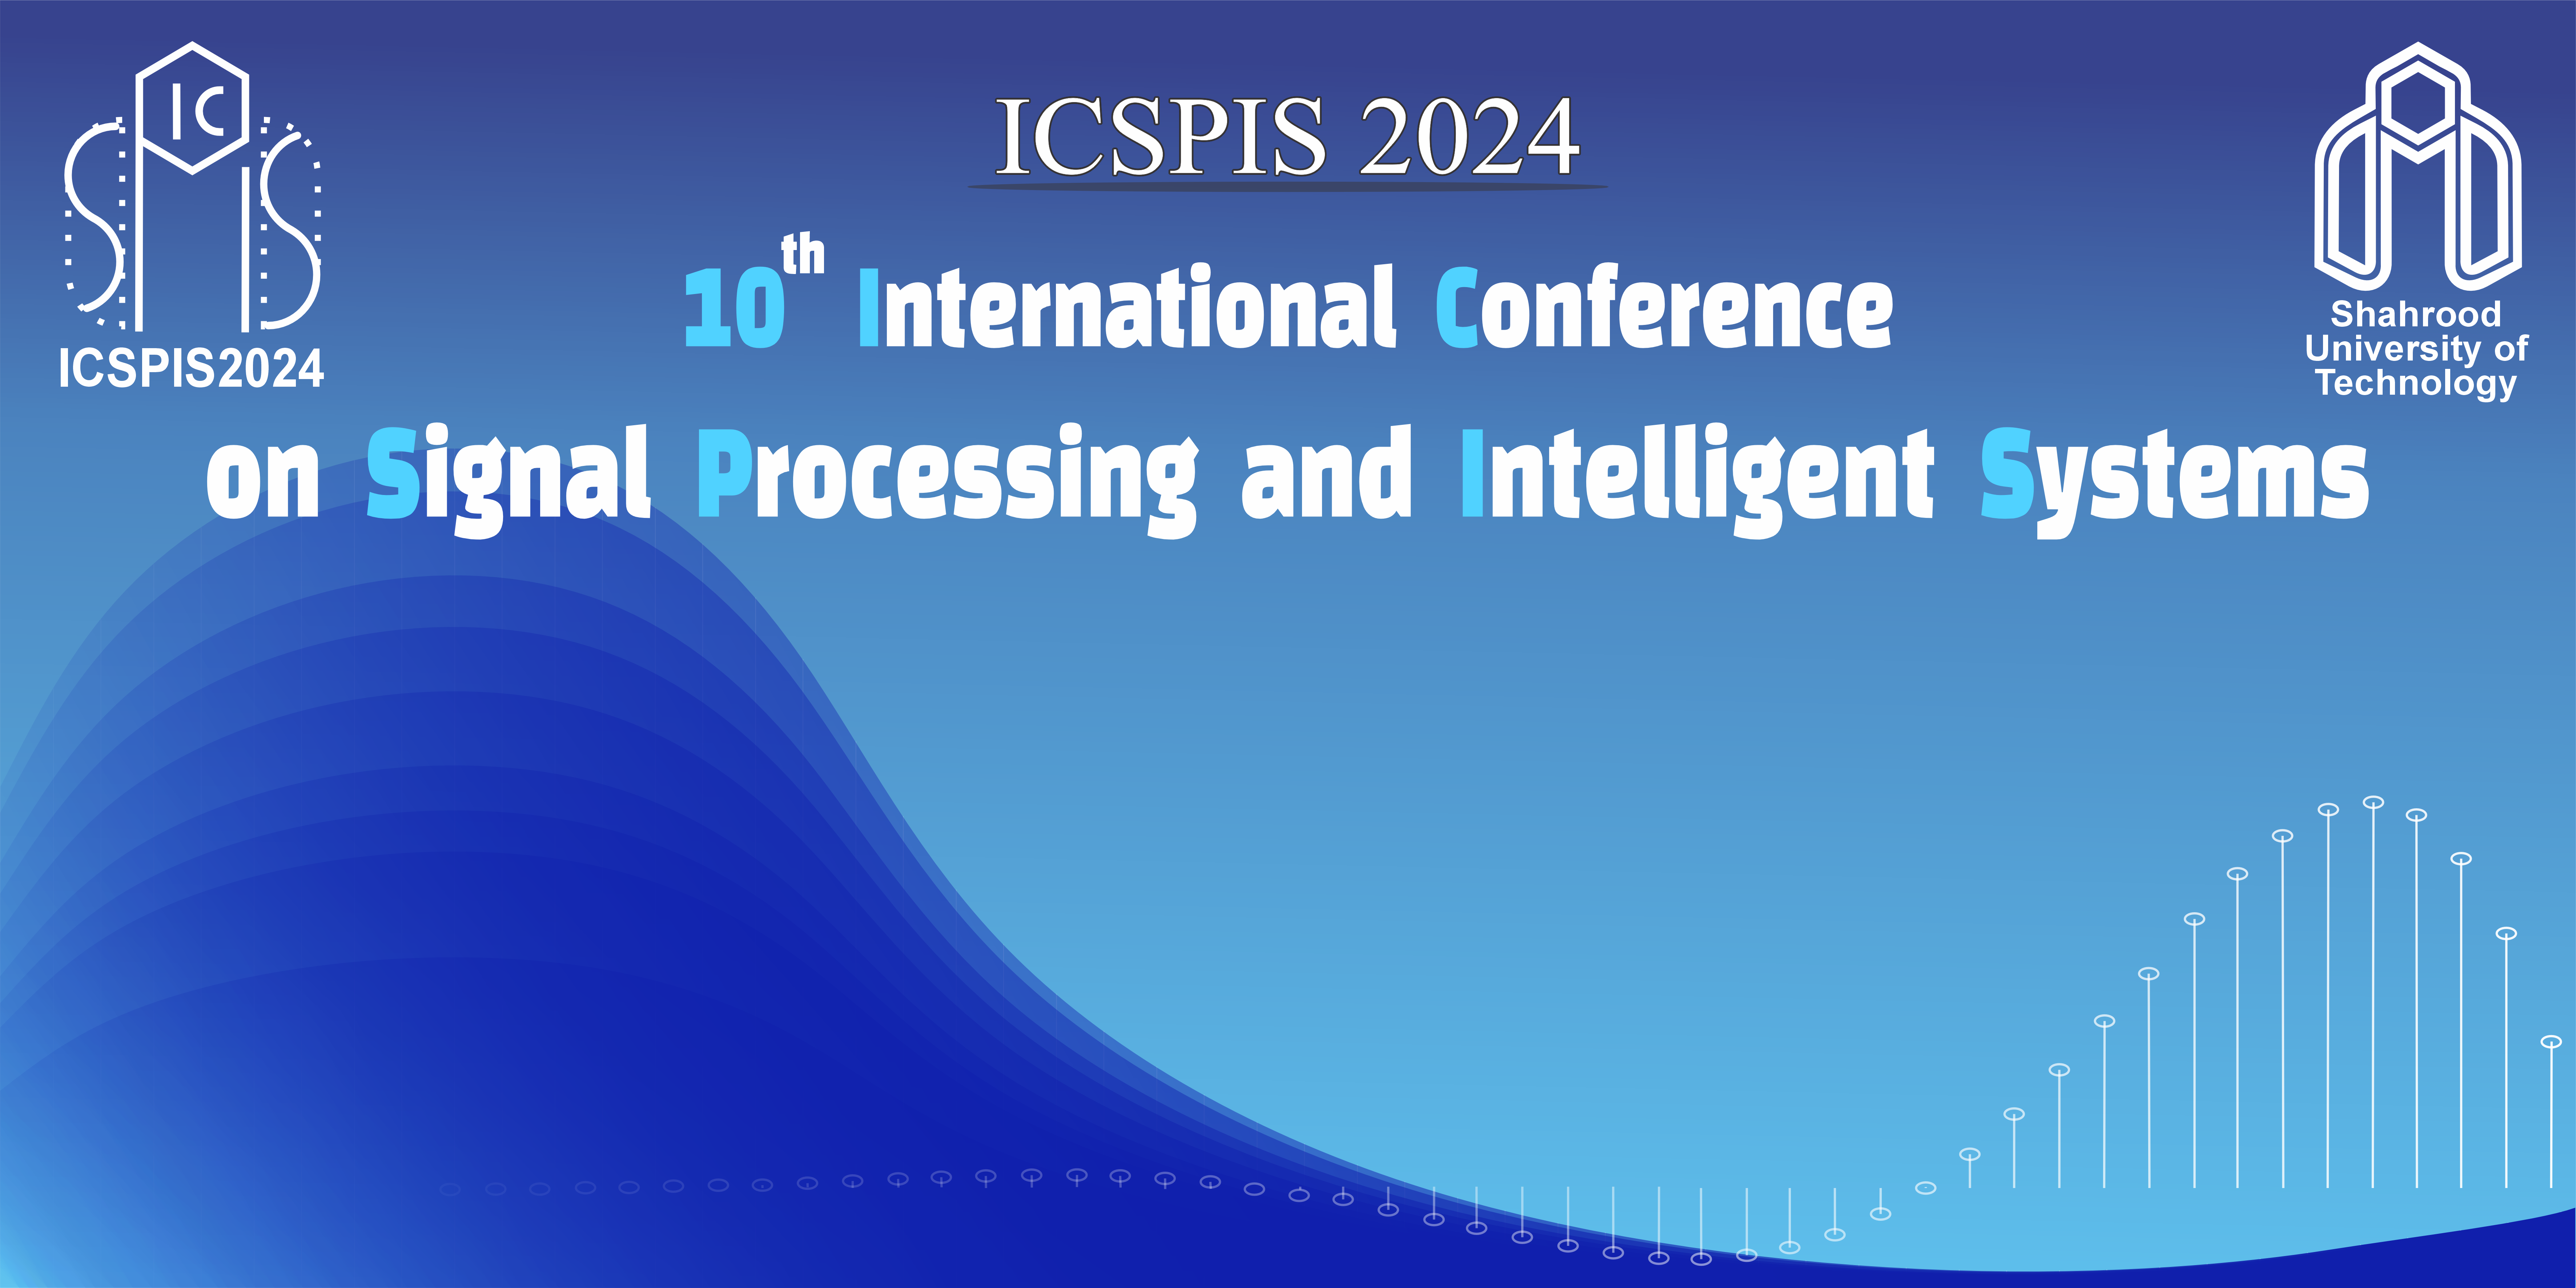 IC
ICSPIS2024
ICSPIS 2024
10th International Conference
on Signal Processing and Intelligent Systems
Shahrood
University of
Technology